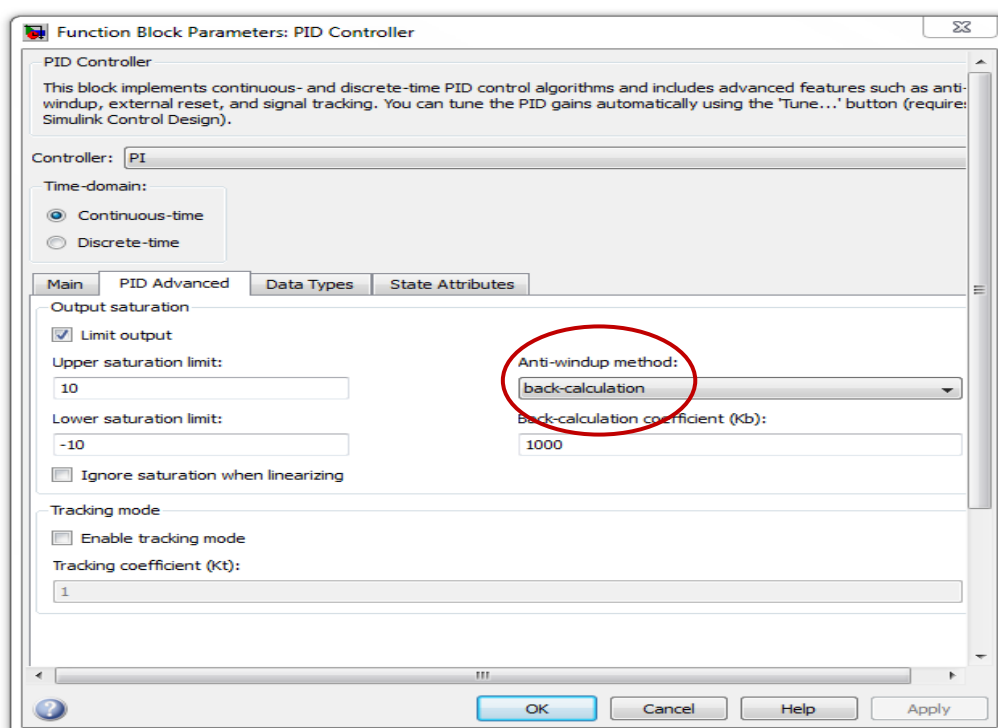 Function Block Parameters: PID Controller
PID Controller
This block implements continuous- and discrete-time PID control algorithms and includes advanced features such as anti-
windup, external reset, and signal tracking. You can tune the PID gains automatically using the 'Tune...' button (requires
Simulink Control Design).
Controller: PI
Time-domain:
Continuous-time
Discrete-time
Main PID Advanced Data Types State Attributes
Output saturation
Limit output
Upper saturation limit: Anti-windup method:
10 back-calculation
Lower saturation limit: Back-calculation coefficient (Kb):
-10 1000
Ignore saturation when linearizing
Tracking mode
Enable tracking mode
Tracking coefficient (Kt):
1
OK Cancel Help Apply